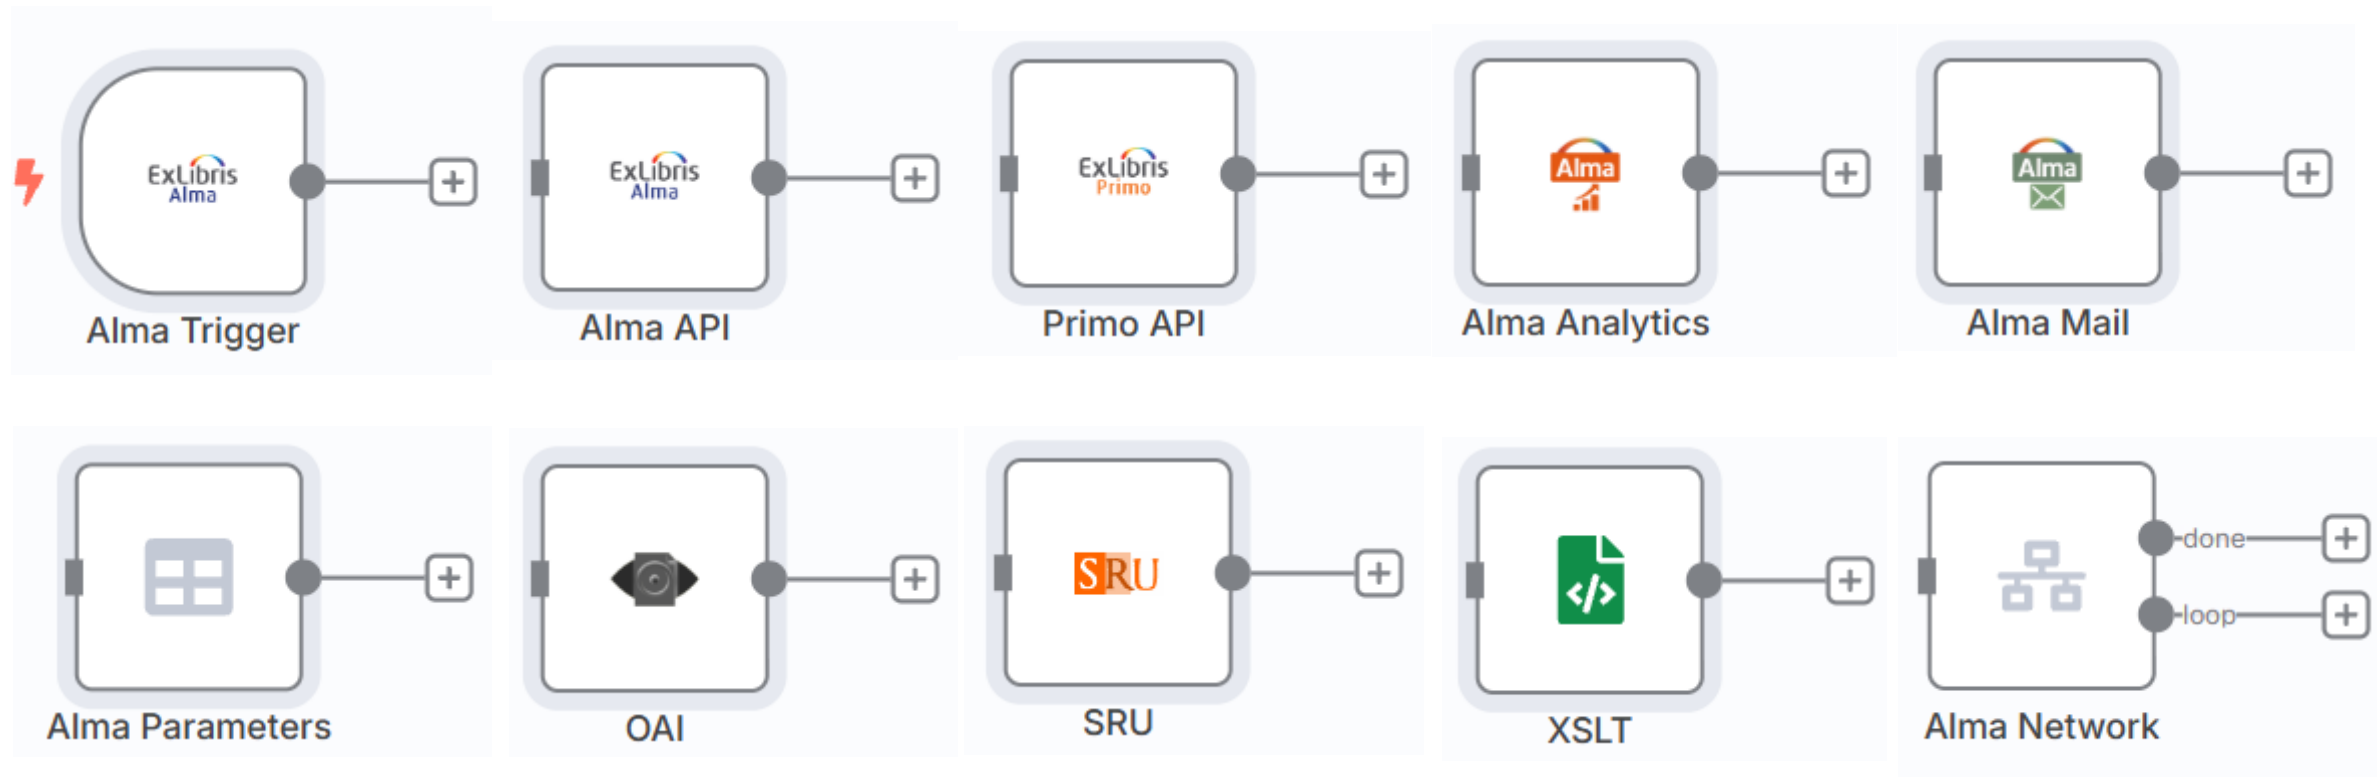 ExLibris
Alma
ExLibris
Alma
ExLibris
Primo
Alma
Alma
Alma Trigger
Alma API
Primo API
Alma Analytics
Alma Mail
SRU
</>
done
loop
Alma Parameters
OAI
SRU
XSLT
Alma Network